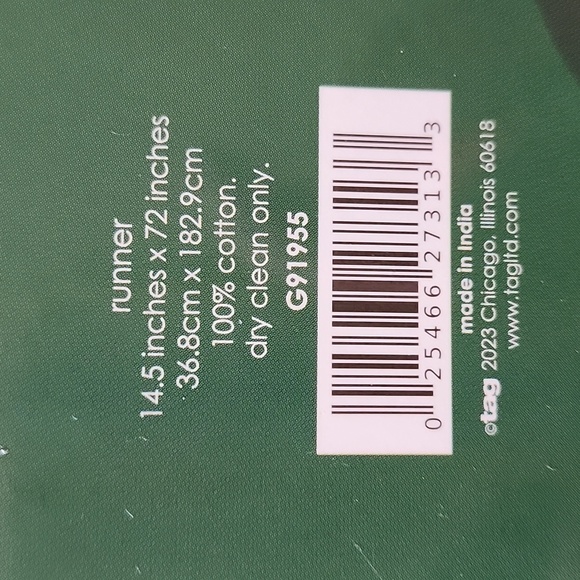 runner
14.5 inches x 72 inches
36.8cm x 182.9cm
100% cotton.
dry clean only.
G91955
0 25466 27313 3
made in India
©tag 2023 Chicago, Illinois 60618
www.tagltd.com